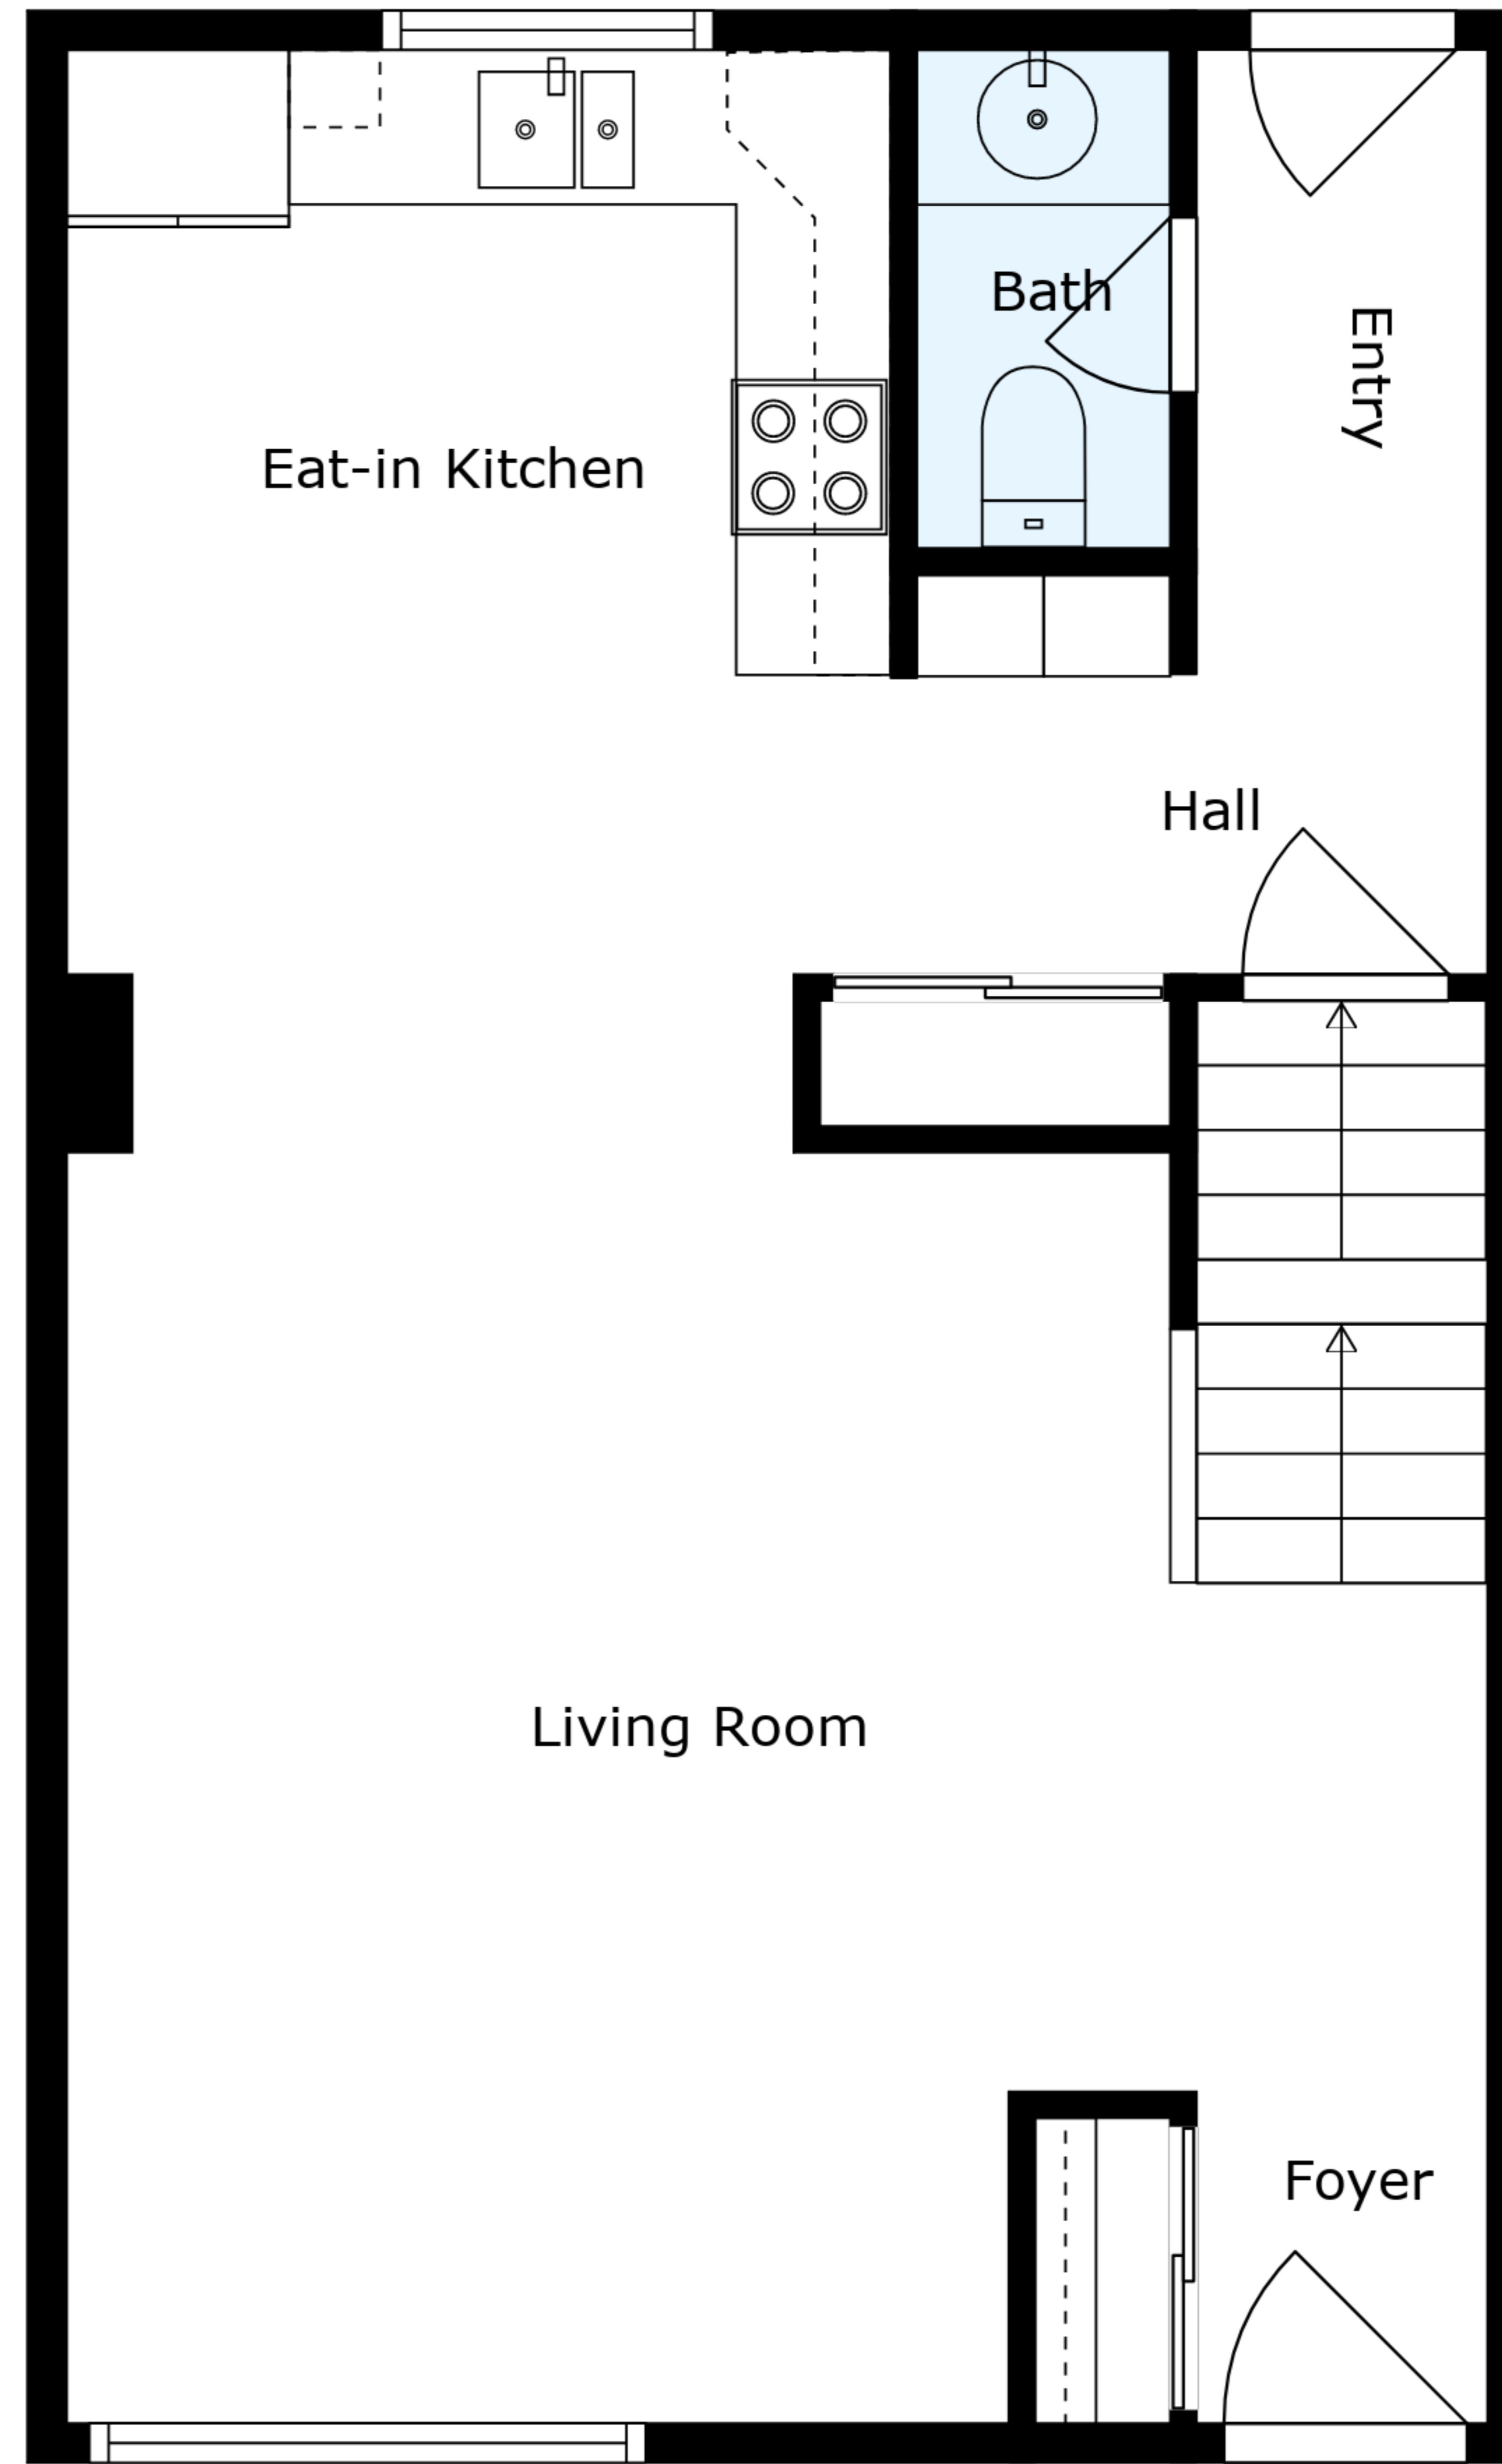 Bath
Entry
Eat-in Kitchen
Hall
Living Room
Foyer